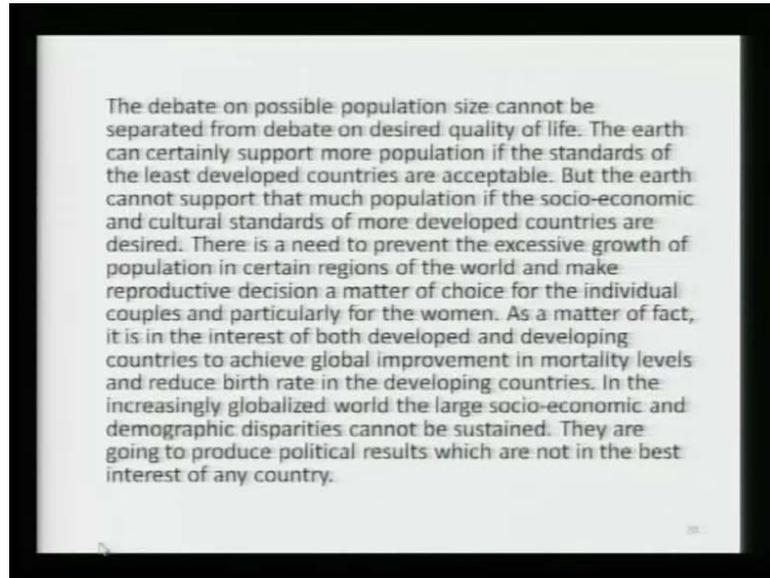 The debate on possible population size cannot be
separated from debate on desired quality of life. The earth
can certainly support more population if the standards of
the least developed countries are acceptable. But the earth
cannot support that much population if the socio-economic
and cultural standards of more developed countries are
desired. There is a need to prevent the excessive growth of
population in certain regions of the world and make
reproductive decision a matter of choice for the individual
couples and particularly for the women. As a matter of fact,
it is in the interest of both developed and developing
countries to achieve global improvement in mortality levels
and reduce birth rate in the developing countries. In the
increasingly globalized world the large socio-economic and
demographic disparities cannot be sustained. They are
going to produce political results which are not in the best
interest of any country.